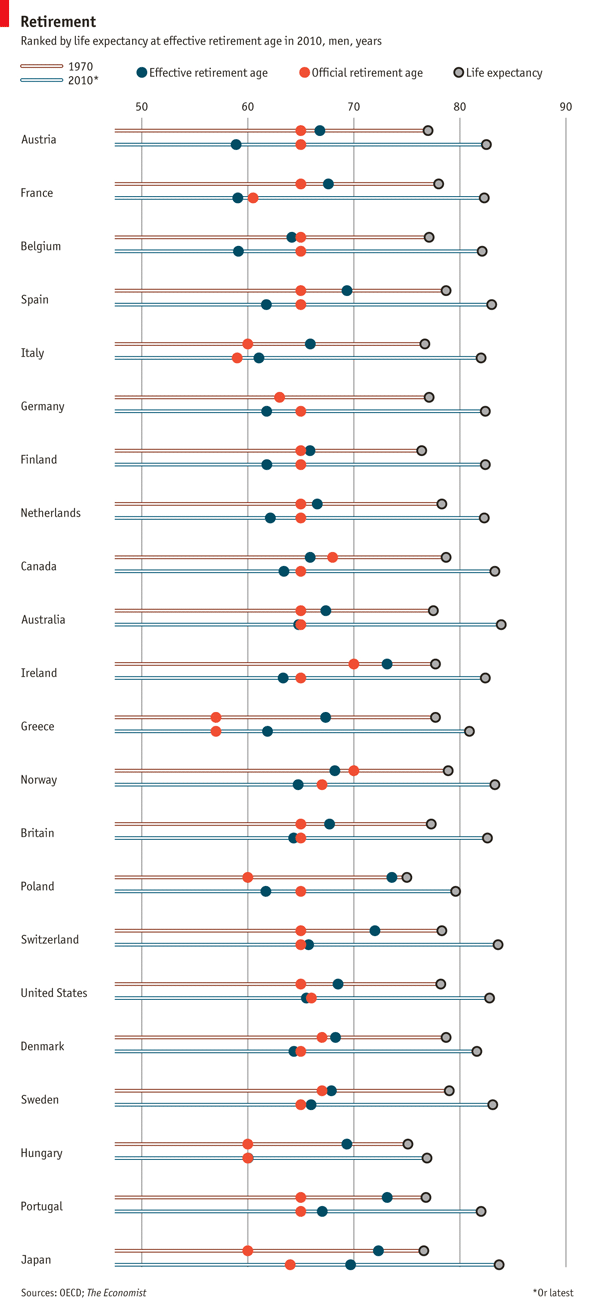 Retirement
Ranked by life expectancy at effective retirement age in 2010, men, years
1970
2010*
Effective retirement age
Official retirement age
Life expectancy
50 60 70 80 90
Austria
France
Belgium
Spain
Italy
Germany
Finland
Netherlands
Canada
Australia
Ireland
Greece
Norway
Britain
Poland
Switzerland
United States
Denmark
Sweden
Hungary
Portugal
Japan
Sources: OECD; The Economist
*Or latest